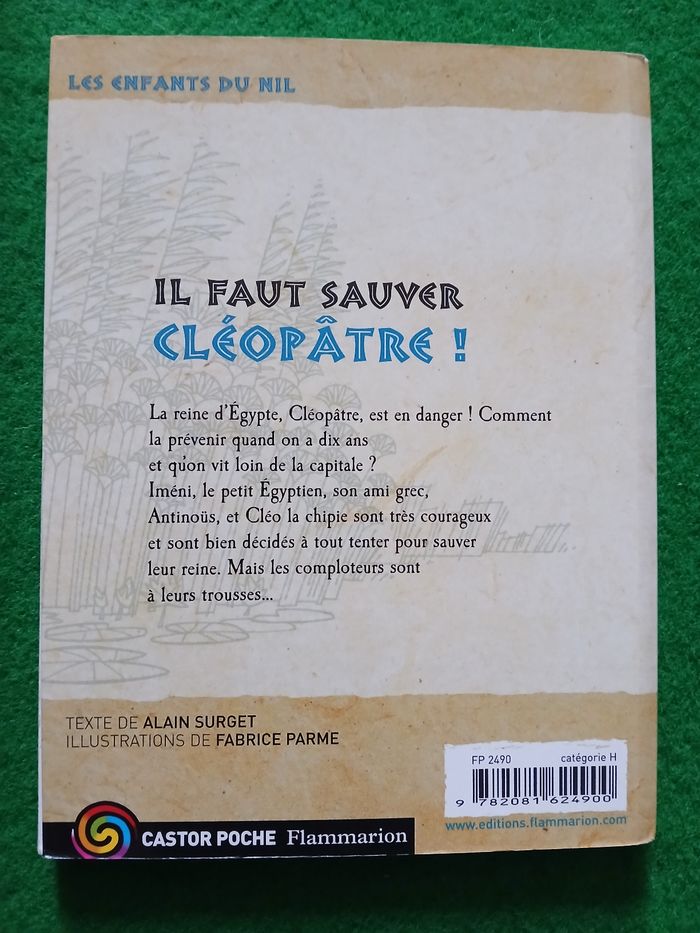 LES ENFANTS DU NIL
IL FAUT SAUVER
CLÉOPÂTRE !
La reine d'Égypte, Cléopâtre, est en danger ! Comment
la prévenir quand on a dix ans
et qu'on vit loin de la capitale ?
Iméni, le petit Égyptien, son ami grec,
Antinoüs, et Cléo la chipie sont très courageux
et sont bien décidés à tout tenter pour sauver
leur reine. Mais les comploteurs sont
à leurs trousses...
TEXTE DE ALAIN SURGET
ILLUSTRATIONS DE FABRICE PARME
FP 2490 catégorie H
9 782081 624900
www.editions.flammarion.com
CASTOR POCHE Flammarion